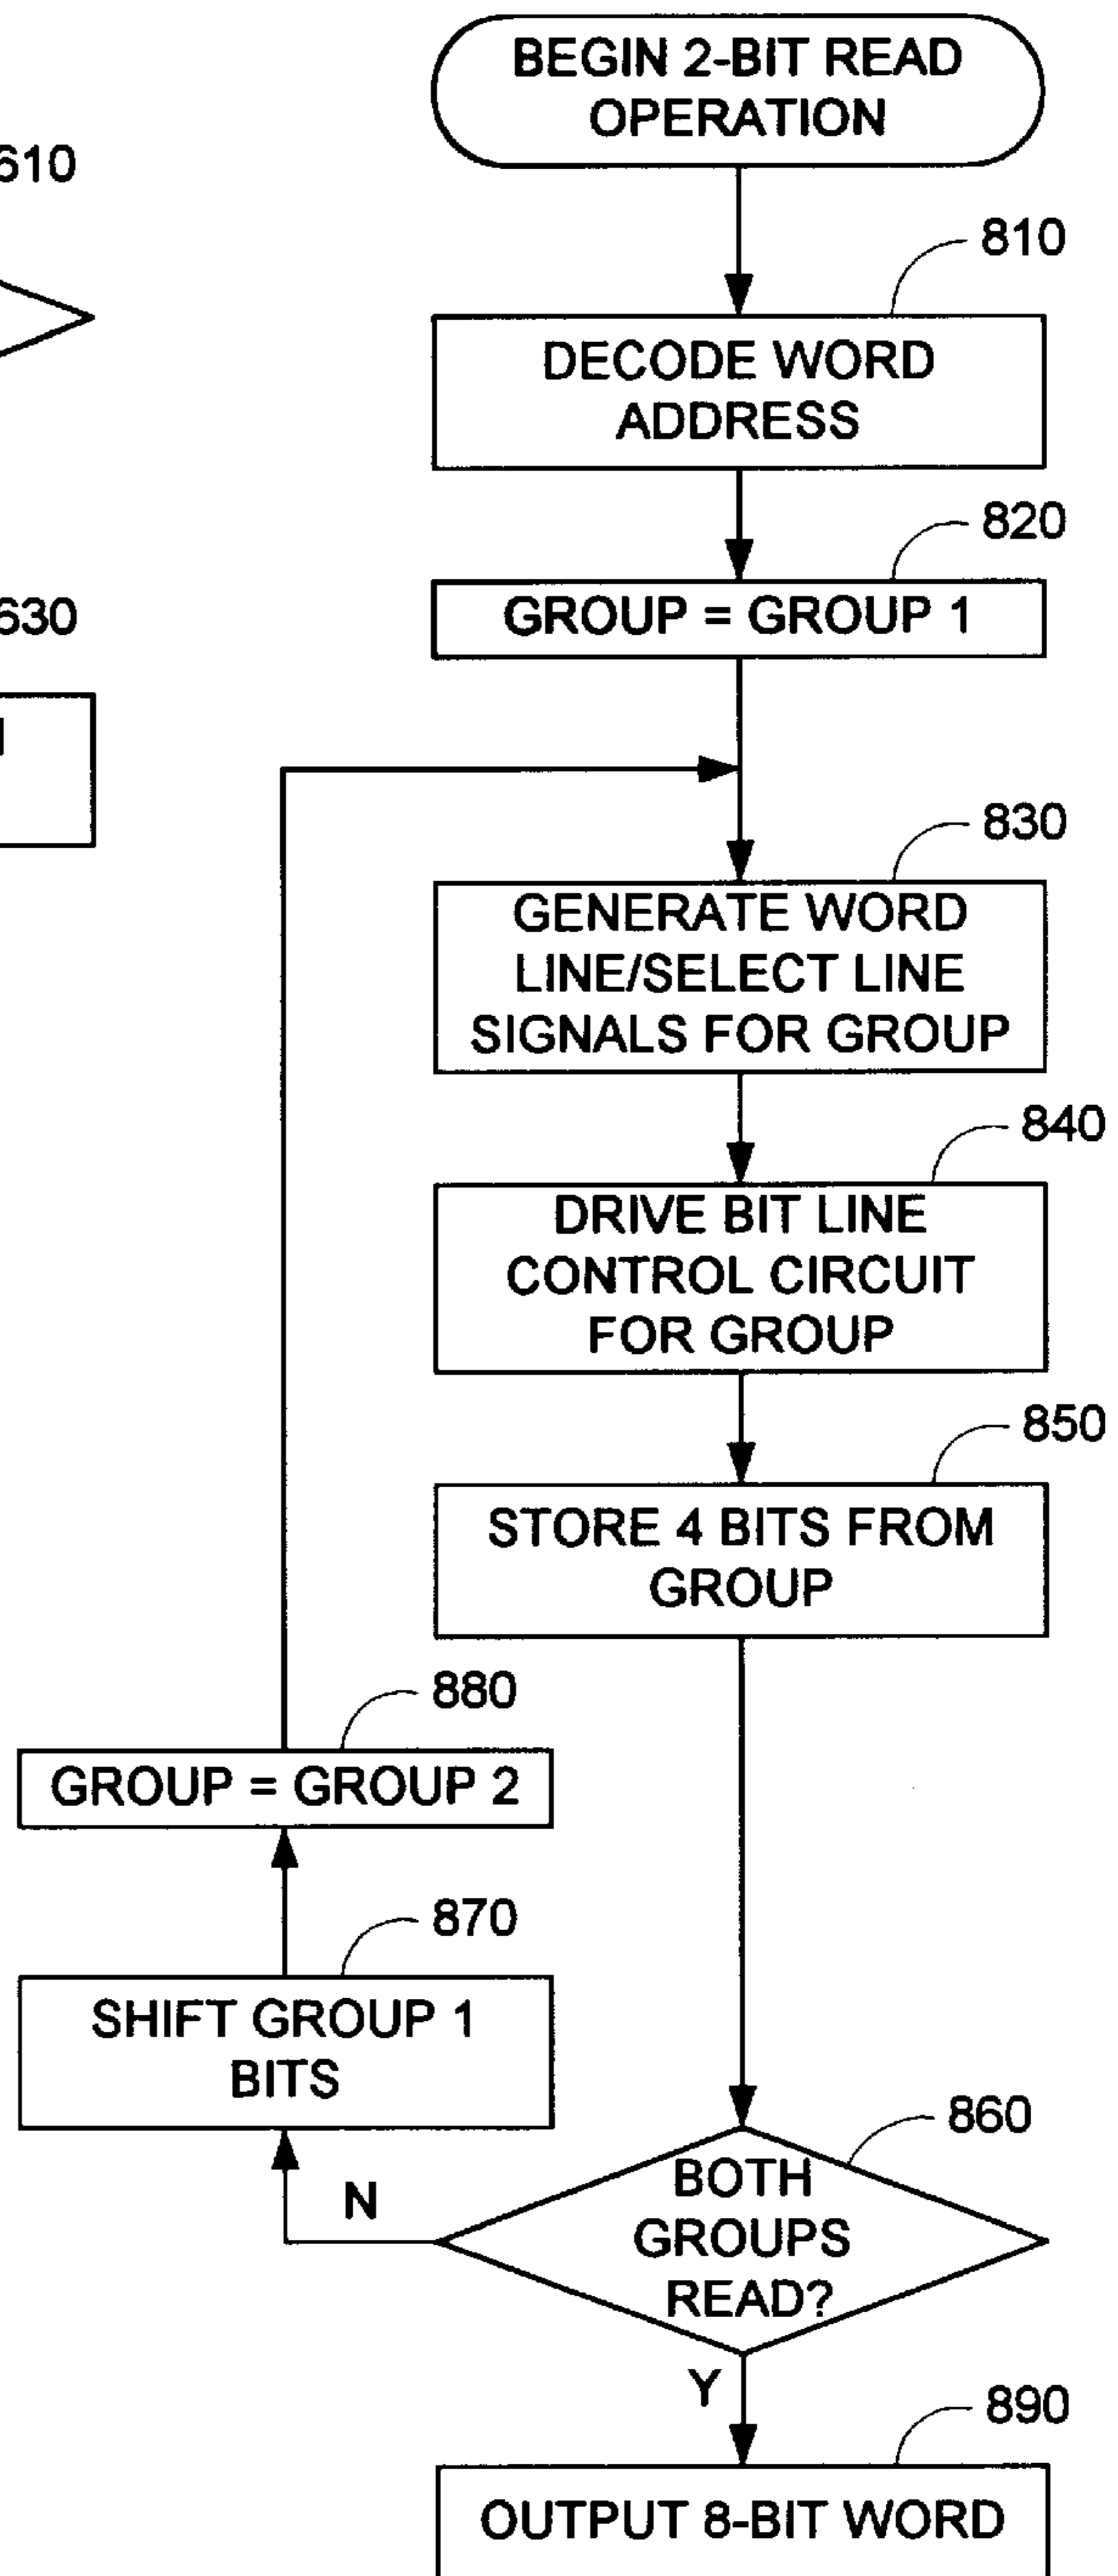 BEGIN 2-BIT READ
OPERATION
610
810
DECODE WORD
ADDRESS
820
GROUP = GROUP 1
630
830
GENERATE WORD
LINE/SELECT LINE
SIGNALS FOR GROUP
840
DRIVE BIT LINE
CONTROL CIRCUIT
FOR GROUP
850
STORE 4 BITS FROM
GROUP
880
GROUP = GROUP 2
870
SHIFT GROUP 1
BITS
860
BOTH
GROUPS
READ?
N
Y
890
OUTPUT 8-BIT WORD